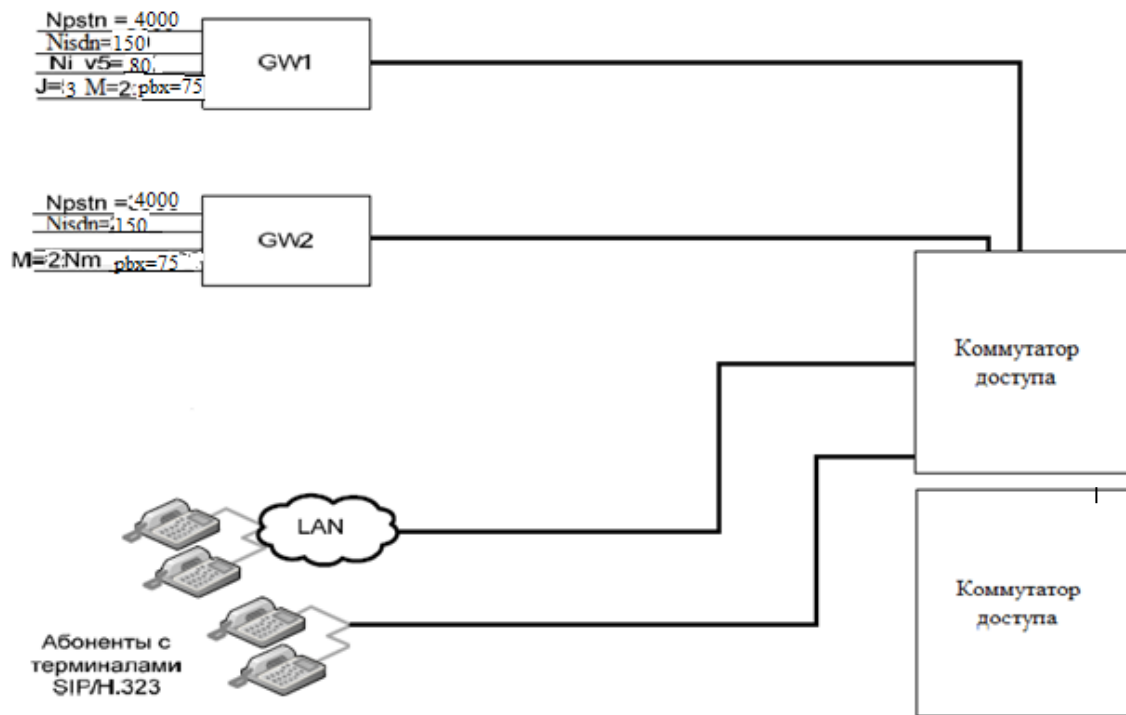 Npstn = 4000
Nisdn=150
Ni_v5= 80
J= 3 M=2 pbx=75
GW1
Npstn = 4000
Nisdn= 150
M=2 Nm pbx=75
GW2
Коммутатор
доступа
LAN
Коммутатор
доступа
Абоненты с
терминалами
SIP/H.323